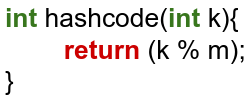 int hashcode(int k){
return (k % m);
}